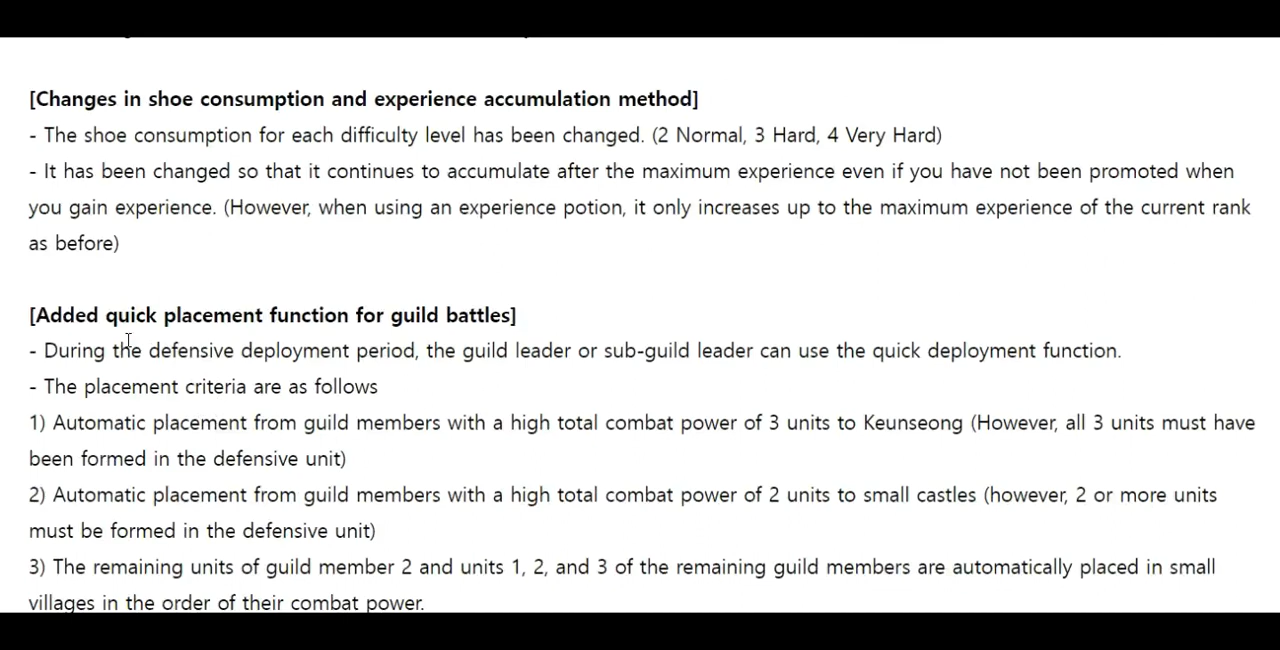 [Changes in shoe consumption and experience accumulation method]
- The shoe consumption for each difficulty level has been changed. (2 Normal, 3 Hard, 4 Very Hard)
- It has been changed so that it continues to accumulate after the maximum experience even if you have not been promoted when
you gain experience. (However, when using an experience potion, it only increases up to the maximum experience of the current rank
as before)
[Added quick placement function for guild battles]
- During the defensive deployment period, the guild leader or sub-guild leader can use the quick deployment function.
- The placement criteria are as follows
1) Automatic placement from guild members with a high total combat power of 3 units to Keunseong (However, all 3 units must have
been formed in the defensive unit)
2) Automatic placement from guild members with a high total combat power of 2 units to small castles (however, 2 or more units
must be formed in the defensive unit)
3) The remaining units of guild member 2 and units 1, 2, and 3 of the remaining guild members are automatically placed in small
villages in the order of their combat power.